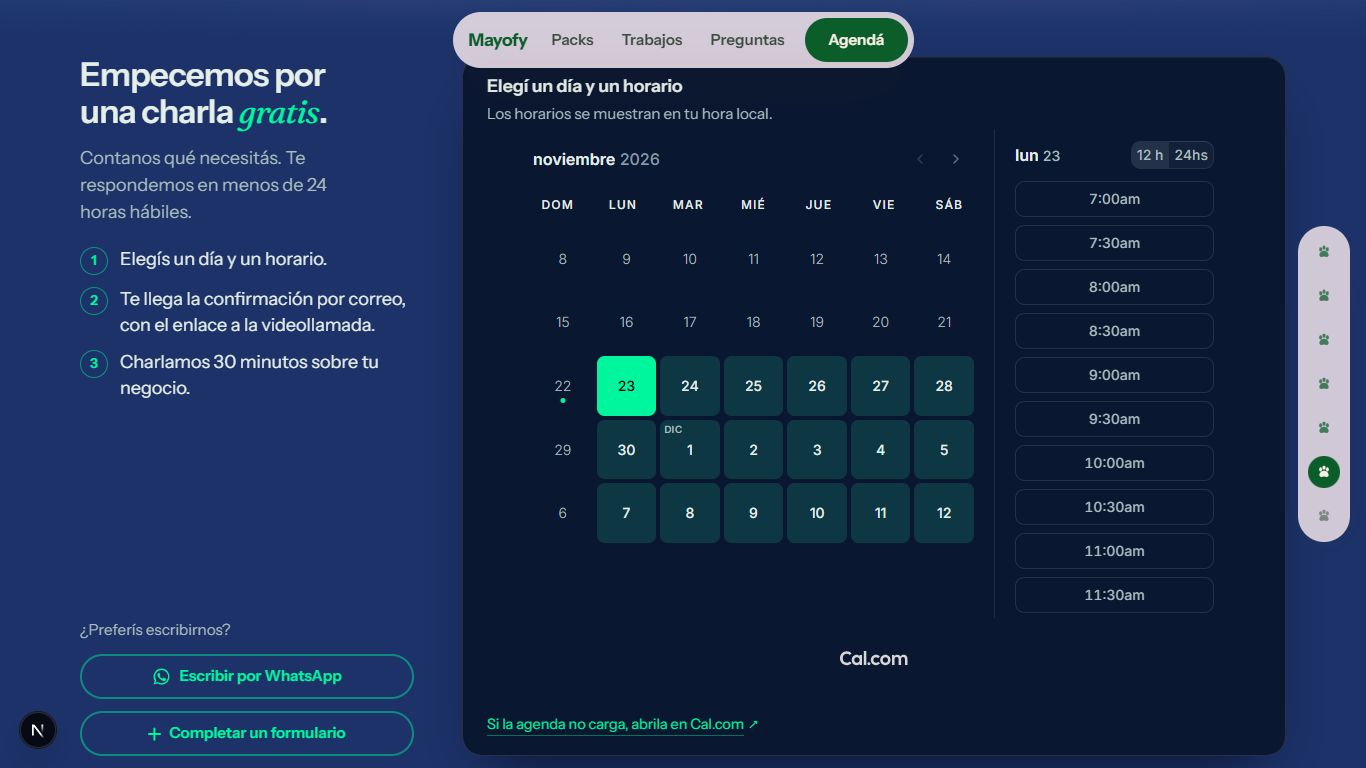 Mayofy Packs Trabajos Preguntas Agendá
Empecemos por
una charla gratis.
Contanos qué necesitás. Te
respondemos en menos de 24
horas hábiles.
1 Elegís un día y un horario.
2 Te llega la confirmación por correo,
con el enlace a la videollamada.
3 Charlamos 30 minutos sobre tu
negocio.
¿Preferís escribirnos?
Escribir por WhatsApp
Completar un formulario
N
Elegí un día y un horario
Los horarios se muestran en tu hora local.
noviembre 2026
DOM LUN MAR MIÉ JUE VIE SÁB
8 9 10 11 12 13 14
15 16 17 18 19 20 21
22 23 24 25 26 27 28
DIC
29 30 1 2 3 4 5
6 7 8 9 10 11 12
lun 23 12 h 24hs
7:00am
7:30am
8:00am
8:30am
9:00am
9:30am
10:00am
10:30am
11:00am
11:30am
Cal.com
Si la agenda no carga, abrila en Cal.com ↗